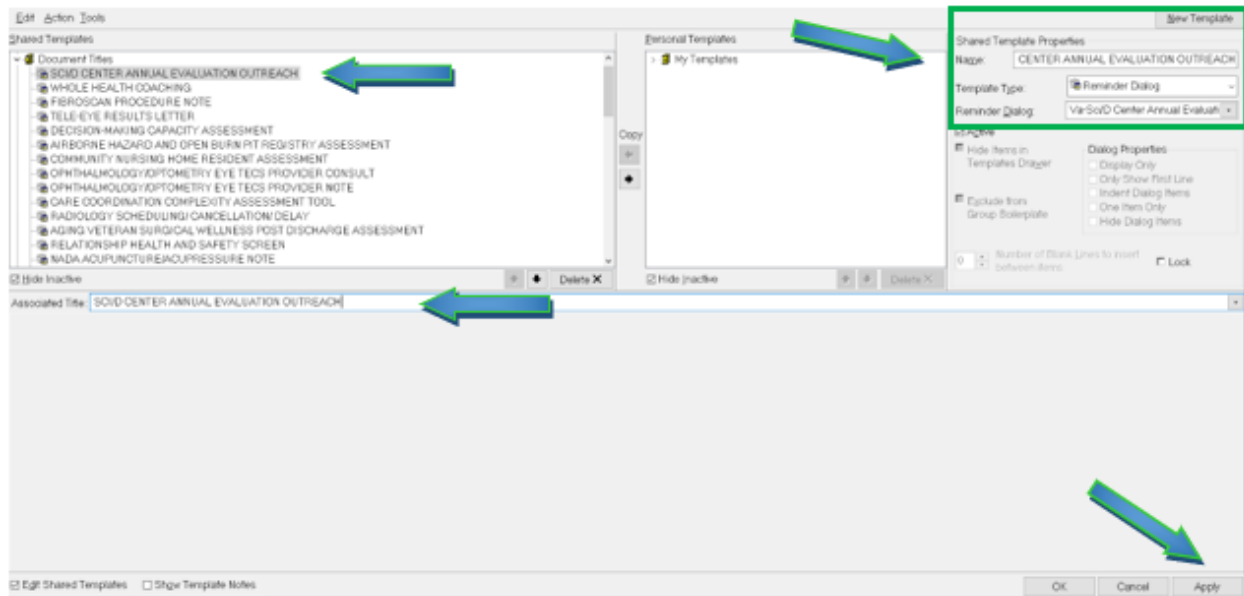 Edit Action Tools
New Template
Shared Templates
Document Titles
SCI/D CENTER ANNUAL EVALUATION OUTREACH
WHOLE HEALTH COACHING
FIBROSCAN PROCEDURE NOTE
TELE-EYE RESULTS LETTER
DECISION-MAKING CAPACITY ASSESSMENT
AIRBORNE HAZARD AND OPEN BURN PIT REGISTRY ASSESSMENT
COMMUNITY NURSING HOME RESIDENT ASSESSMENT
OPHTHALMOLOGY/OPTOMETRY EYE TECS PROVIDER CONSULT
OPHTHALMOLOGY/OPTOMETRY EYE TECS PROVIDER NOTE
CARE COORDINATION COMPLEXITY ASSESSMENT TOOL
RADIOLOGY SCHEDULING/CANCELLATION/DELAY
AGING VETERAN SURGICAL WELLNESS POST DISCHARGE ASSESSMENT
RELATIONSHIP HEALTH AND SAFETY SCREEN
NADA ACUPUNCTURE/ACUPRESSURE NOTE
Hide Inactive
Delete X
Copy
Personal Templates
My Templates
Hide Inactive
Delete X
Shared Template Properties
Name: CENTER ANNUAL EVALUATION OUTREACH
Template Type: Reminder Dialog
Reminder Dialog: Va-Sci/D Center Annual Evaluati
Active
Hide Items in
Templates Drawer
Exclude from
Group Boilerplate
Dialog Properties
Display Only
Only Show First Line
Indent Dialog Items
One Item Only
Hide Dialog Items
0 Number of Blank Lines to insert
between items
Lock
Associated Title: SCI/D CENTER ANNUAL EVALUATION OUTREACH
Edit Shared Templates Show Template Notes
OK Cancel Apply